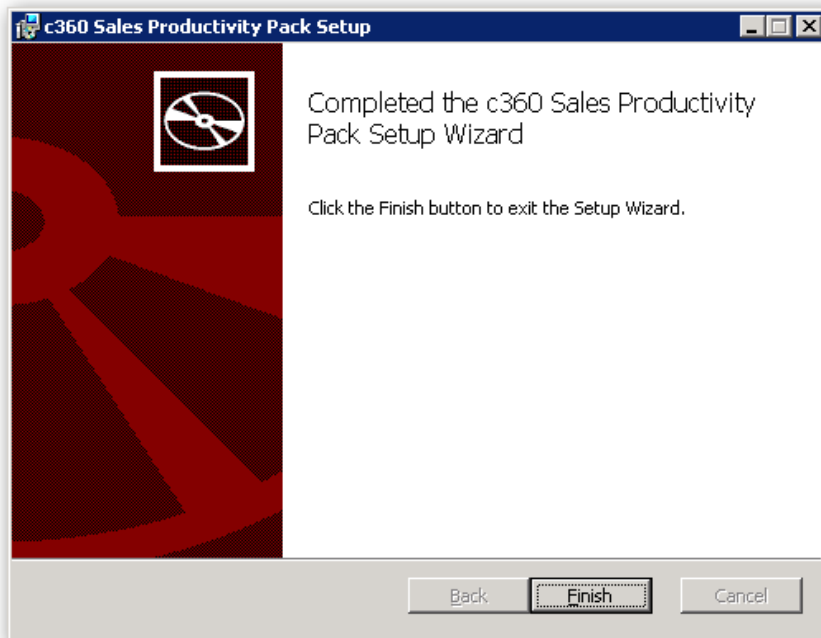 c360 Sales Productivity Pack Setup
Completed the c360 Sales Productivity
Pack Setup Wizard
Click the Finish button to exit the Setup Wizard.
Back
Finish
Cancel